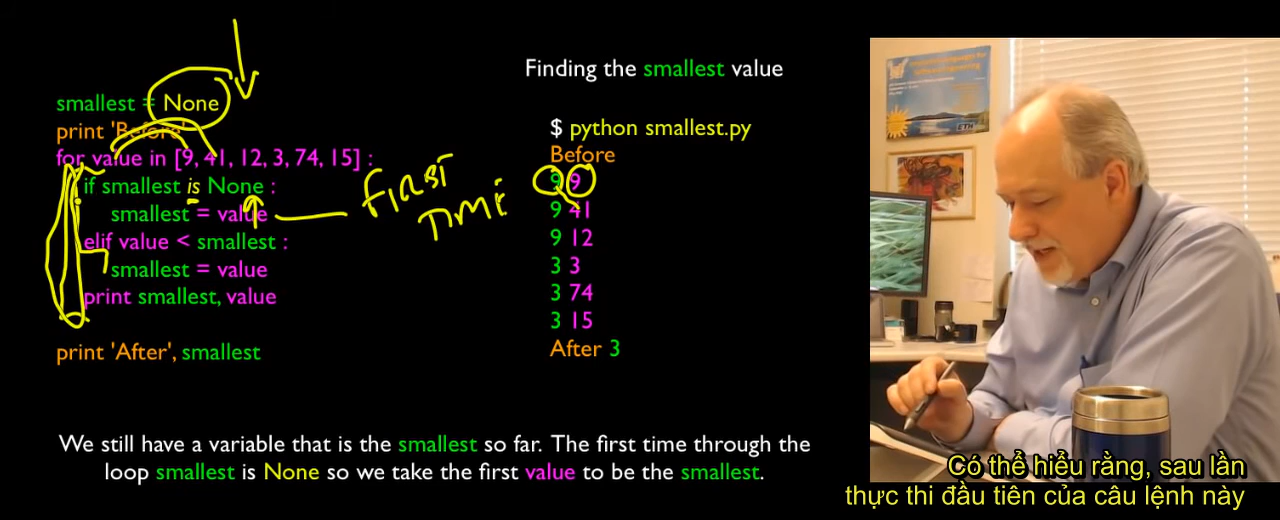 Finding the smallest value
smallest = None
print 'Before'
for value in [9, 41, 12, 3, 74, 15] :
if smallest is None :
smallest = value
elif value < smallest :
smallest = value
print smallest, value
print 'After', smallest
FIRST
TIME
$ python smallest.py
Before
9 9
9 41
9 12
3 3
3 74
3 15
After 3
We still have a variable that is the smallest so far. The first time through the
loop smallest is None so we take the first value to be the smallest.
ETH
Có thể hiểu rằng, sau lần
thực thi đầu tiên của câu lệnh này